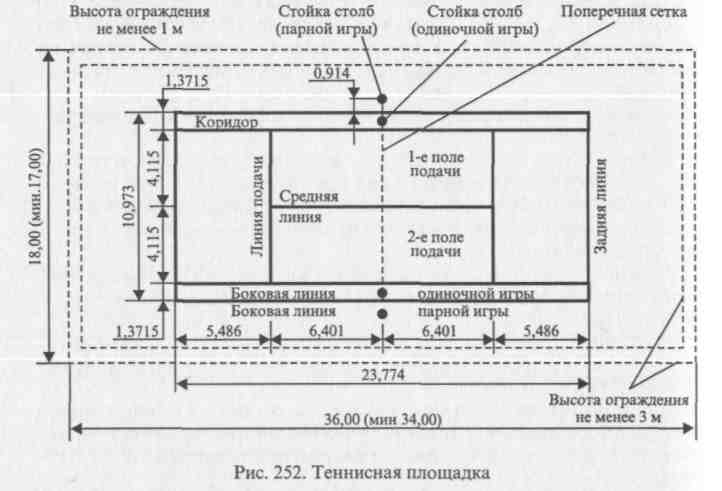 Высота ограждения
не менее 1 м
Стойка столб
(парной игры)
Стойка столб
(одиночной игры)
Поперечная сетка
0,914
1,3715
Коридор
4,115
10,973
4,115
18,00 (мин.17,00)
Линия подачи
1-е поле
подачи
Средняя
линия
2-е поле
подачи
Задняя линия
Боковая линия
одиночной игры
Боковая линия
парной игры
1,3715
5,486
6,401
6,401
5,486
23,774
Высота ограждения
не менее 3 м
36,00 (мин 34,00)
Рис. 252. Теннисная площадка